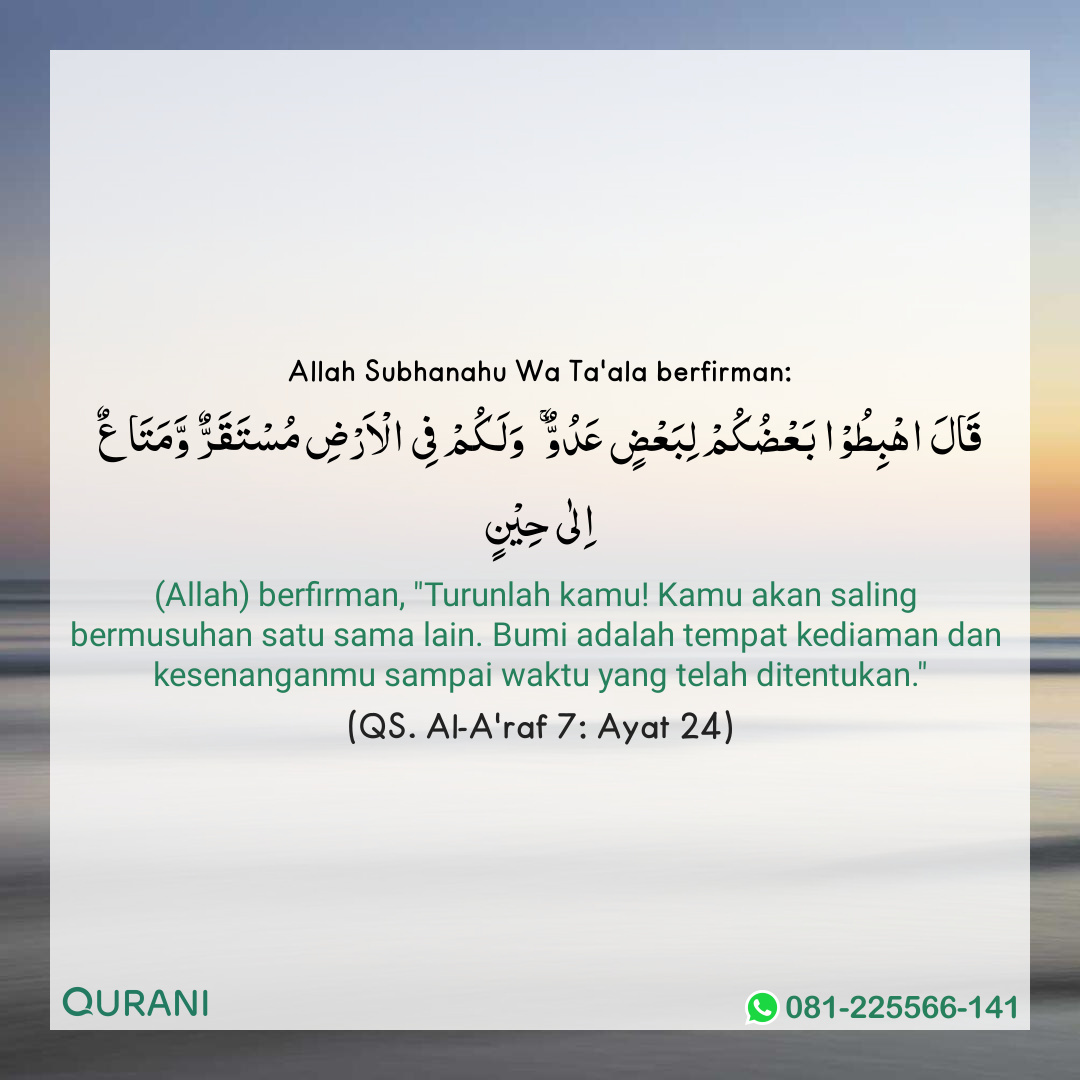 Allah Subhanahu Wa Ta'ala berfirman:
قَالَ اهْبِطُوْا بَعْضُكُمْ لِبَعْضٍ عَدُوٌّ ۚ وَلَـكُمْ فِى الْاَرْضِ مُسْتَقَرٌّ وَّمَتَا عٌ
اِلٰى حِيْنٍ
(Allah) berfirman, "Turunlah kamu! Kamu akan saling
bermusuhan satu sama lain. Bumi adalah tempat kediaman dan
kesenanganmu sampai waktu yang telah ditentukan."
(QS. Al-A'raf 7: Ayat 24)
QURANI
081-225566-141